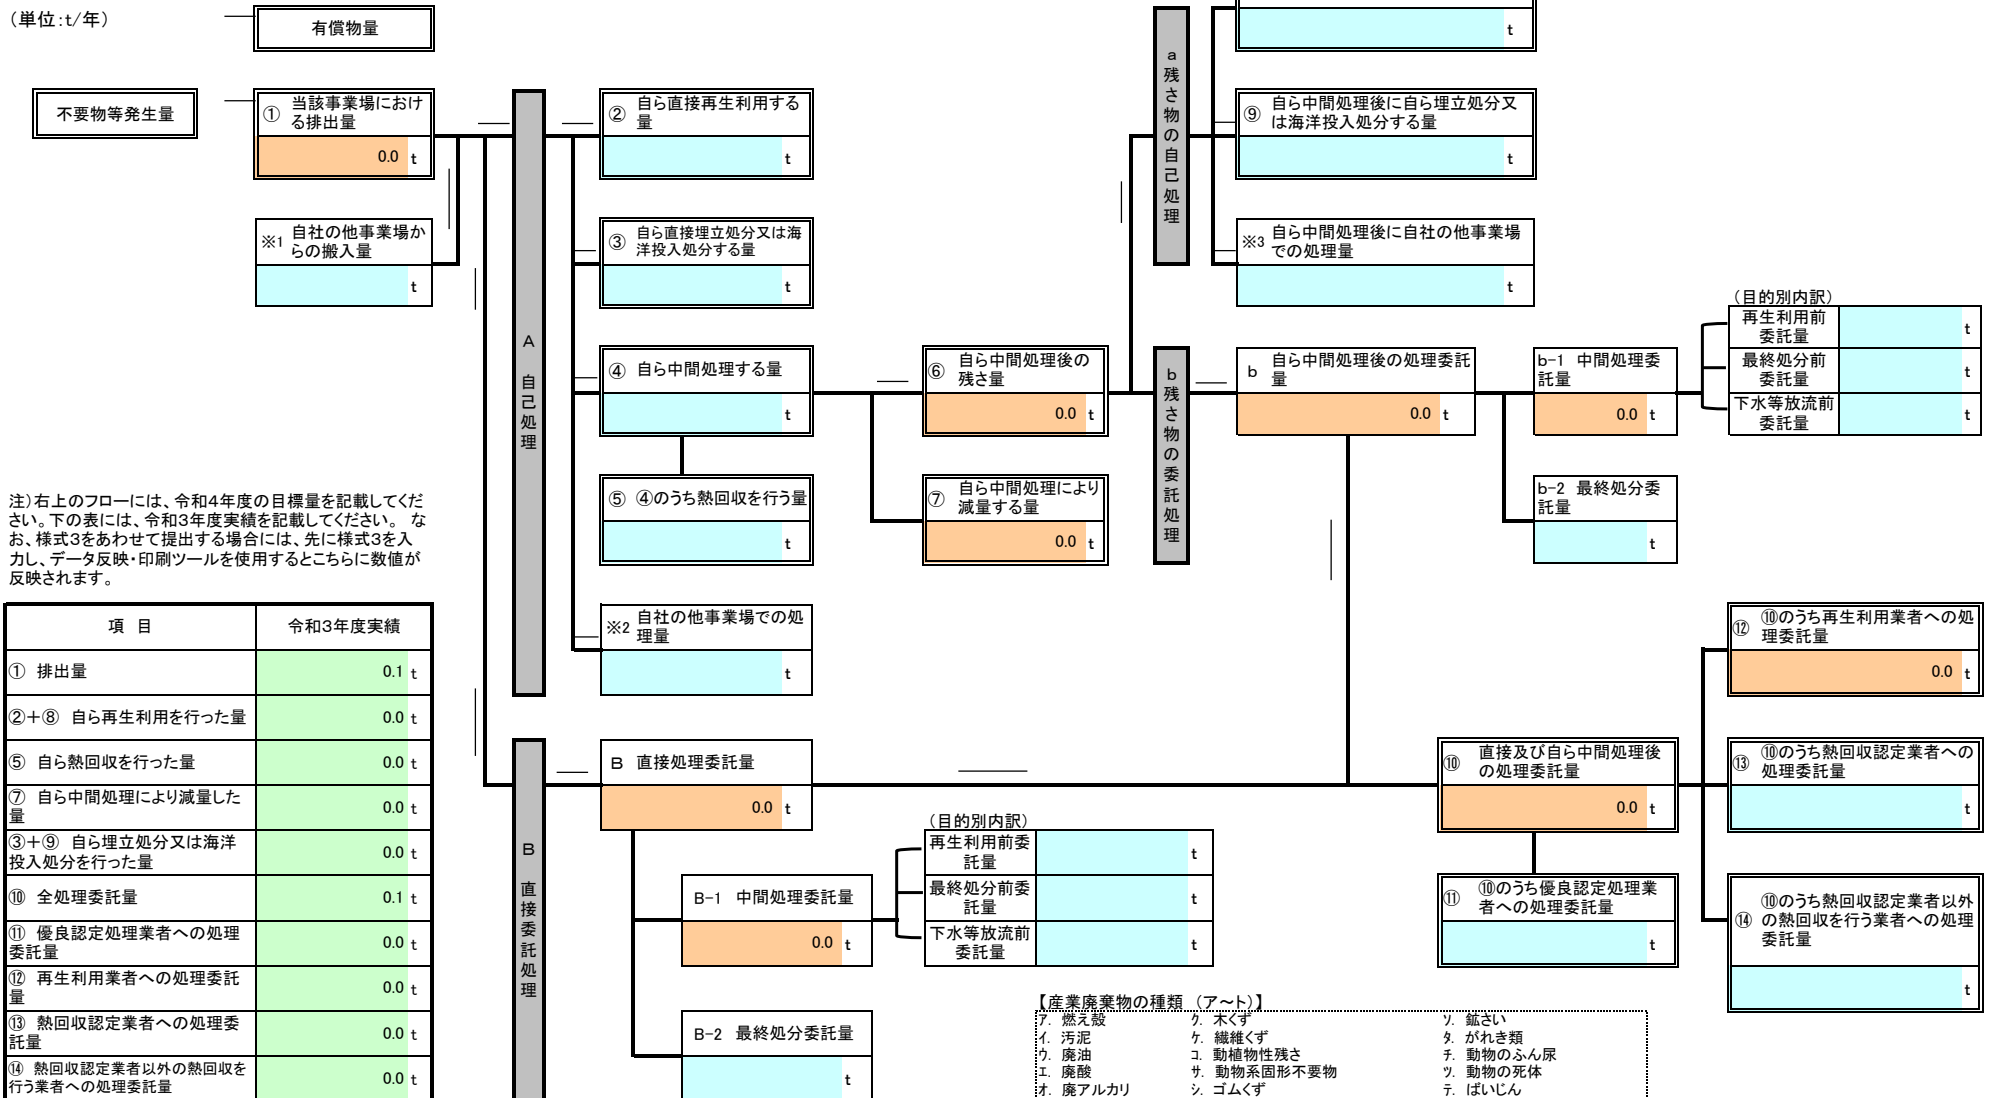 （単位：t/年）
有償物量
t
不要物等発生量
① 当該事業場におけ
る排出量
0.0 t
② 自ら直接再生利用する
量
t
⑨ 自ら中間処理後に自ら埋立処分又
は海洋投入処分する量
t
a
残さ物の自己処理
※1 自社の他事業場か
らの搬入量
t
③ 自ら直接埋立処分又は海
洋投入処分する量
t
※3 自ら中間処理後に自社の他事業場
での処理量
t
A
自己処理
④ 自ら中間処理する量
t
⑥ 自ら中間処理後の
残さ量
0.0 t
b
残さ物の委託処理
b 自ら中間処理後の処理委託
量
0.0 t
b-1 中間処理委
託量
0.0 t
（目的別内訳）
再生利用前
委託量
t
最終処分前
委託量
t
下水等放流前
委託量
t
⑤ ④のうち熱回収を行う量
t
⑦ 自ら中間処理により
減量する量
0.0 t
b-2 最終処分委
託量
t
注）右上のフローには、令和４年度の目標量を記載してくだ
さい。下の表には、令和３年度実績を記載してください。 な
お、様式３をあわせて提出する場合には、先に様式３を入
力し、データ反映・印刷ツールを使用するとこちらに数値が
反映されます。
※2 自社の他事業場での処
理量
t
項 目 令和３年度実績
① 排出量 0.1 t
②＋⑧ 自ら再生利用を行った量 0.0 t
⑤ 自ら熱回収を行った量 0.0 t
⑦ 自ら中間処理により減量した
量 0.0 t
③＋⑨ 自ら埋立処分又は海洋
投入処分を行った量 0.0 t
⑩ 全処理委託量 0.1 t
⑪ 優良認定処理業者への処理
委託量 0.0 t
⑫ 再生利用業者への処理委託
量 0.0 t
⑬ 熱回収認定業者への処理委
託量 0.0 t
⑭ 熱回収認定業者以外の熱回収を
行う業者への処理委託量 0.0 t
B
直接委託処理
B 直接処理委託量
0.0 t
B-1 中間処理委託量
0.0 t
（目的別内訳）
再生利用前委
託量
t
最終処分前委
託量
t
下水等放流前
委託量
t
B-2 最終処分委託量
t
⑩ 直接及び自ら中間処理後
の処理委託量
0.0 t
⑪ ⑩のうち優良認定処理業
者への処理委託量
t
⑫ ⑩のうち再生利用業者への処
理委託量
0.0 t
⑬ ⑩のうち熱回収認定業者への
処理委託量
t
⑭ ⑩のうち熱回収認定業者以外
の熱回収を行う業者への処理
委託量
t
【産業廃棄物の種類 （ア～ト）】
ｱ. 燃え殻 ｸ. 木くず ｿ. 鉱さい
ｲ. 汚泥 ｹ. 繊維くず ﾀ. がれき類
ｳ. 廃油 ｺ. 動植物性残さ ﾁ. 動物のふん尿
ｴ. 廃酸 ｻ. 動物系固形不要物 ﾂ. 動物の死体
ｵ. 廃アルカリ ｼ. ゴムくず ﾃ. ばいじん